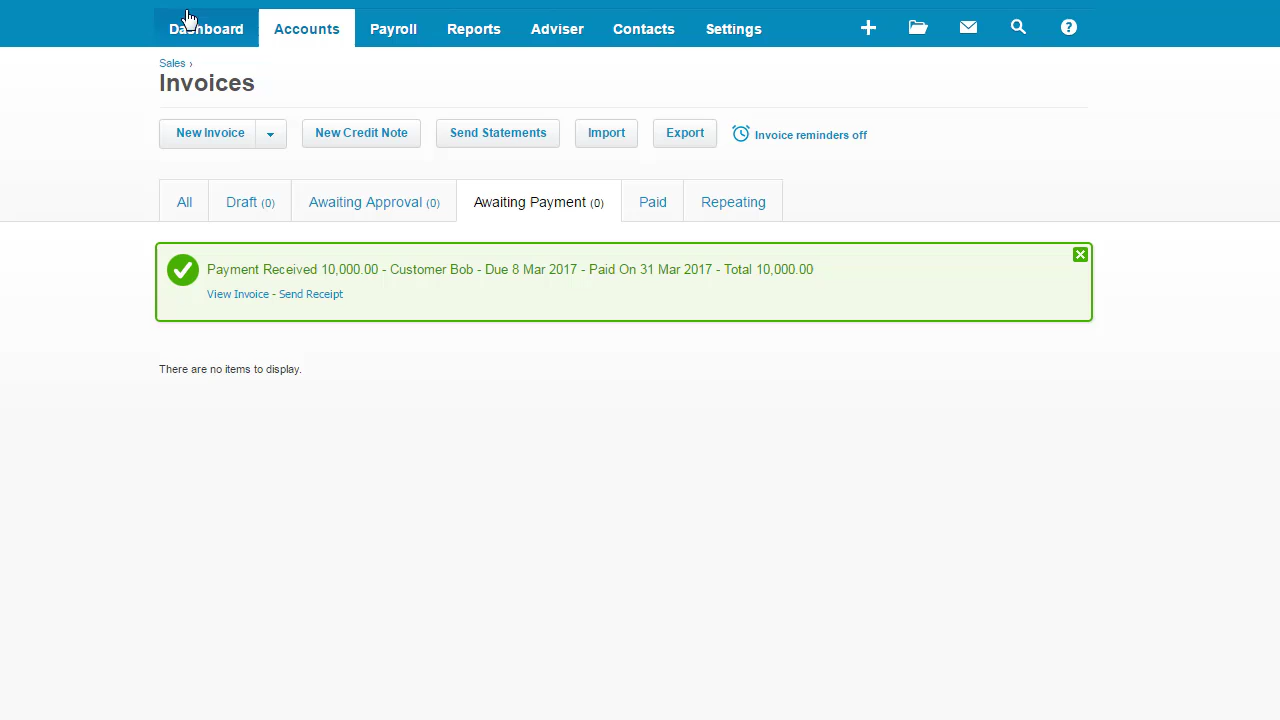 Dashboard Accounts Payroll Reports Adviser Contacts Settings
Sales ›
Invoices
New Invoice New Credit Note Send Statements Import Export Invoice reminders off
All Draft (0) Awaiting Approval (0) Awaiting Payment (0) Paid Repeating
Payment Received 10,000.00 - Customer Bob - Due 8 Mar 2017 - Paid On 31 Mar 2017 - Total 10,000.00
View Invoice - Send Receipt
There are no items to display.